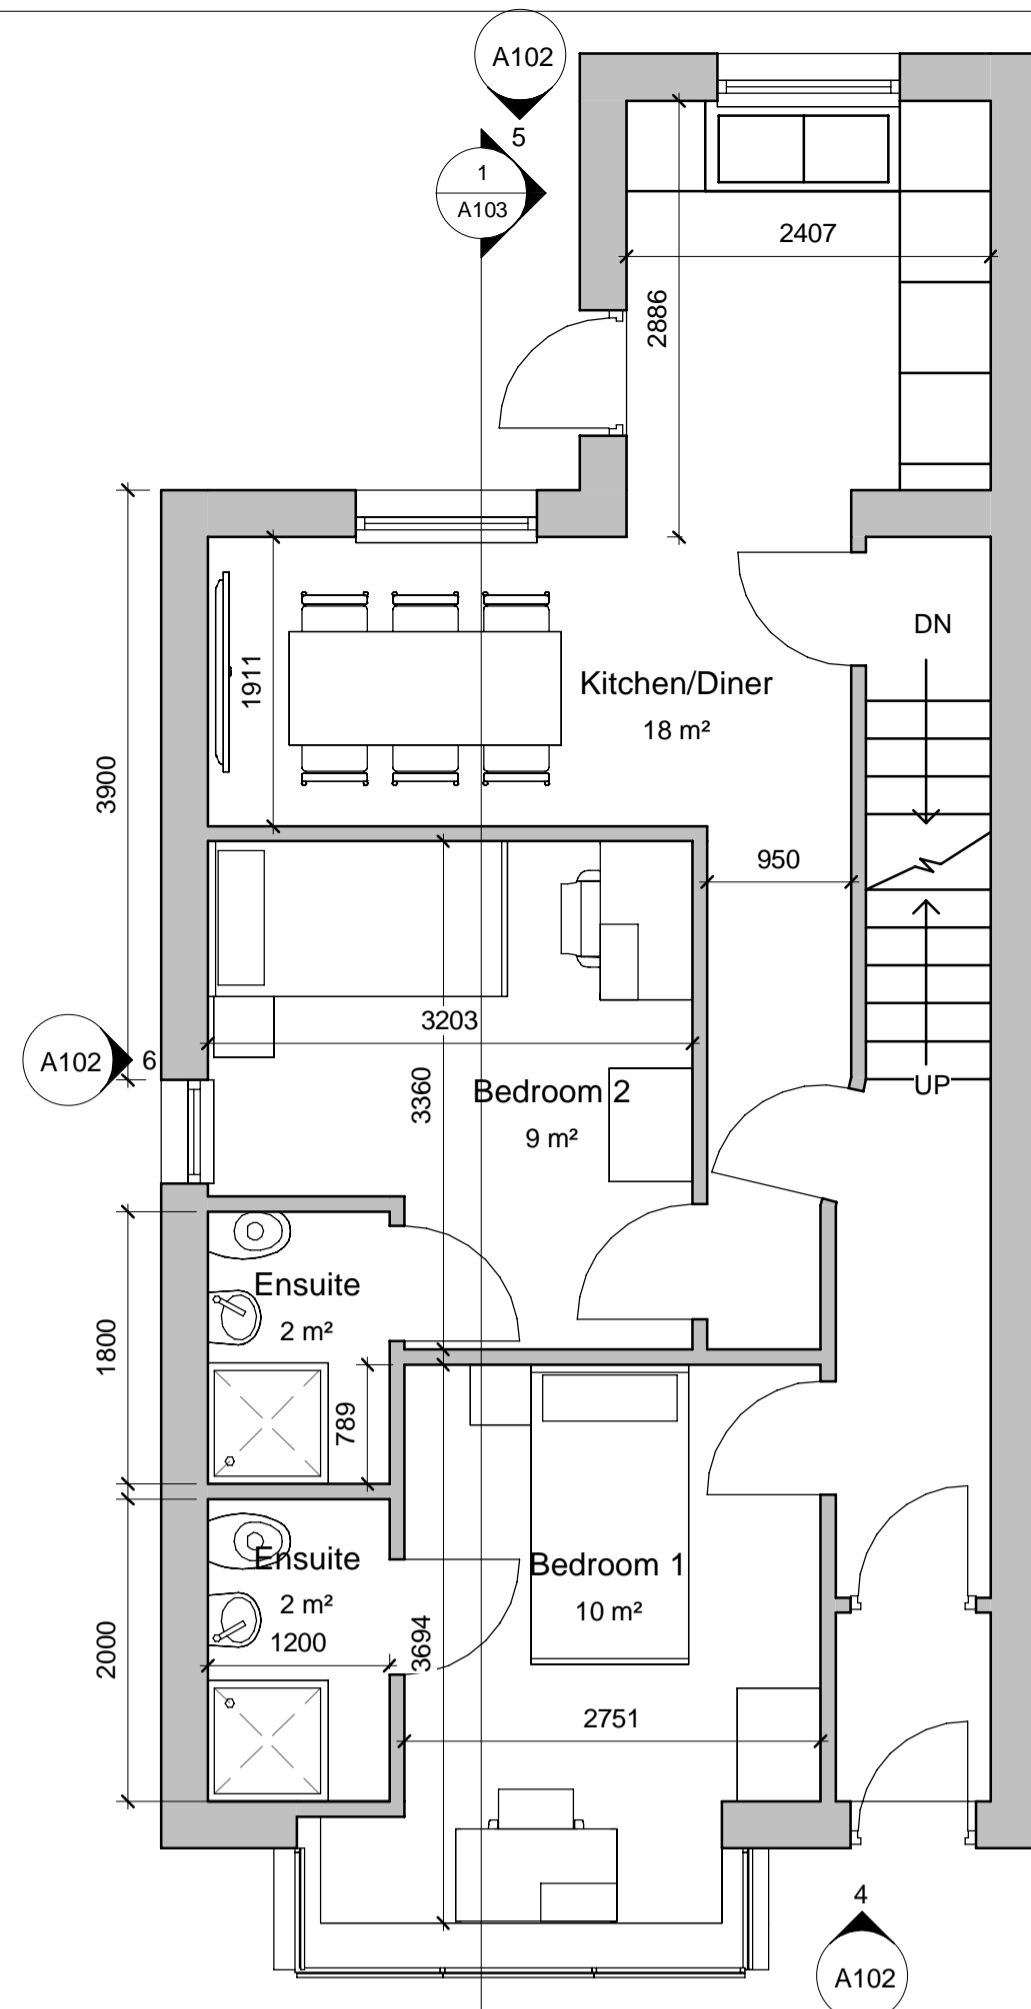 A102
5
1
A103
2407
2886
DN
Kitchen/Diner
18 m²
1911
3900
950
3203
A102
6
3360
Bedroom 2
9 m²
UP
Ensuite
2 m²
1800
789
Ensuite
2 m²
1200
Bedroom 1
10 m²
2000
3694
2751
4
A102